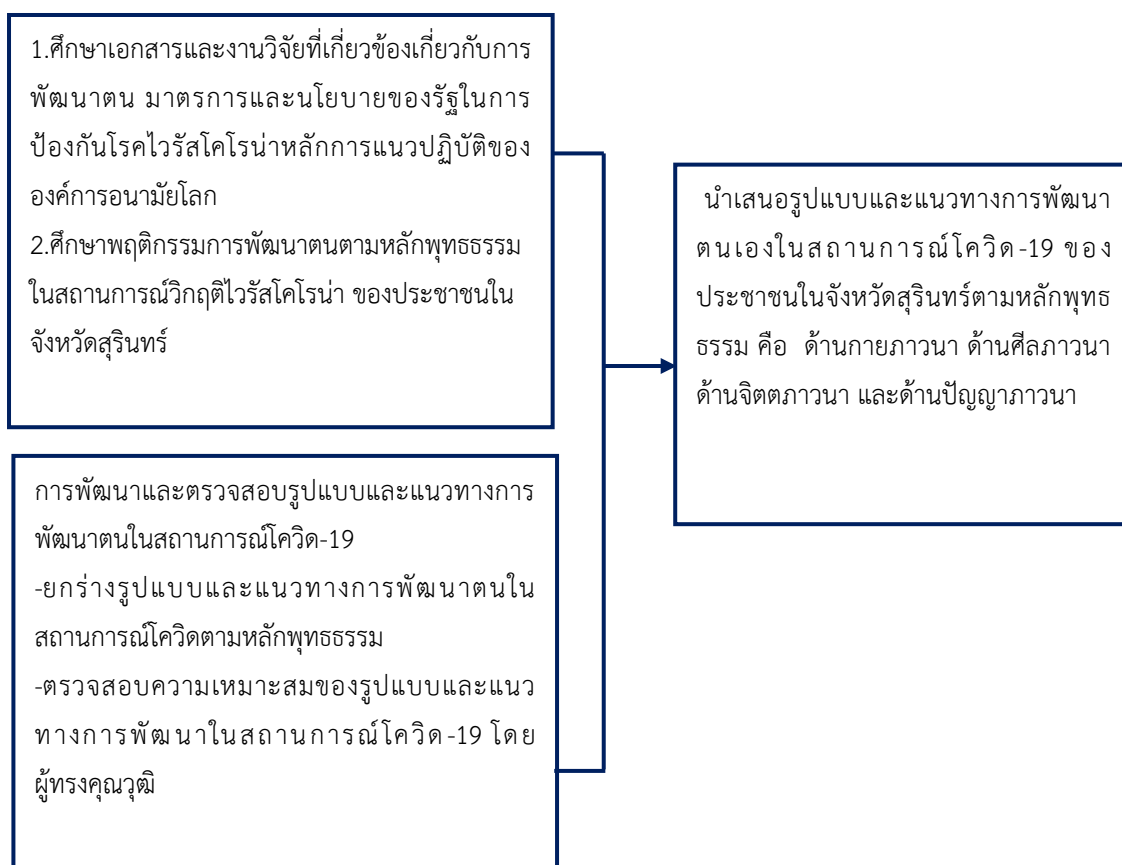 1.ศึกษาเอกสารและงานวิจัยที่เกี่ยวข้องเกี่ยวกับการ
พัฒนาตน มาตรการและนโยบายของรัฐในการ
ป้องกันโรคไวรัสโคโรน่าหลักการแนวปฏิบัติของ
องค์การอนามัยโลก
2.ศึกษาพฤติกรรมการพัฒนาตนตามหลักพุทธธรรม
ในสถานการณ์วิกฤติไวรัสโคโรน่า ของประชาชนใน
จังหวัดสุรินทร์
การพัฒนาและตรวจสอบรูปแบบและแนวทางการ
พัฒนาตนในสถานการณ์โควิด-19
-ยกร่างรูปแบบและแนวทางการพัฒนาตนใน
สถานการณ์โควิดตามหลักพุทธธรรม
-ตรวจสอบความเหมาะสมของรูปแบบและแนว
ทางการพัฒนาในสถานการณ์โควิด-19 โดย
ผู้ทรงคุณวุฒิ
นำเสนอรูปแบบและแนวทางการพัฒนา
ตนเองในสถานการณ์โควิด-19 ของ
ประชาชนในจังหวัดสุรินทร์ตามหลักพุทธ
ธรรม คือ ด้านกายภาวนา ด้านศีลภาวนา
ด้านจิตตภาวนา และด้านปัญญาภาวนา